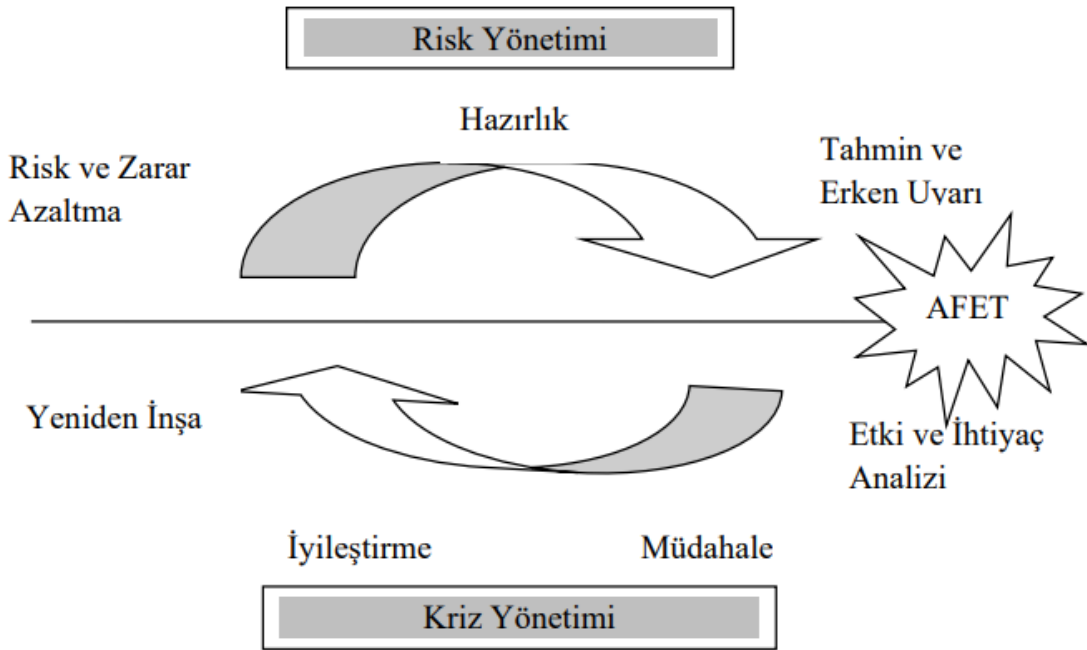 Risk Yönetimi
Hazırlık
Risk ve Zarar
Azaltma
Tahmin ve
Erken Uyarı
AFET
Yeniden İnşa
Etki ve İhtiyaç
Analizi
İyileştirme
Müdahale
Kriz Yönetimi